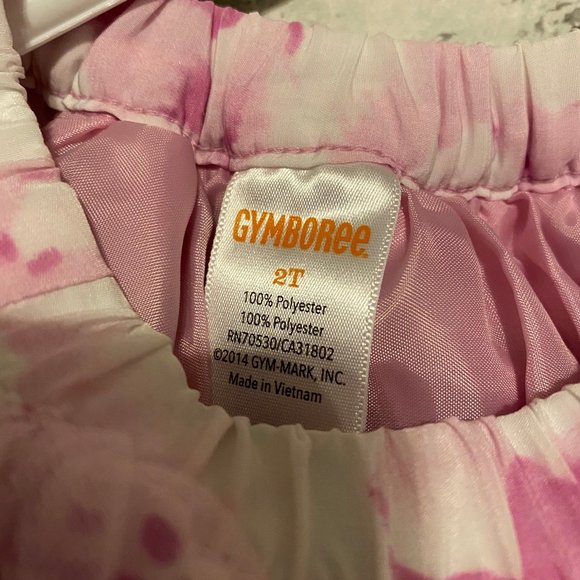 GYMBORee
2T
100% Polyester
100% Polyester
RN70530/CA31802
©2014 GYM-MARK, INC.
Made in Vietnam